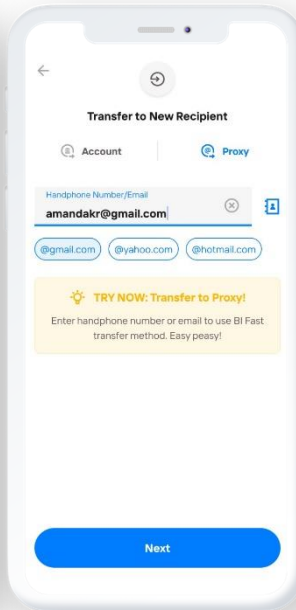 Transfer to New Recipient
Account
Proxy
Handphone Number/Email
amandakr@gmail.com
@gmail.com @yahoo.com @hotmail.com
TRY NOW: Transfer to Proxy!
Enter handphone number or email to use BI Fast
transfer method. Easy peasy!
Next